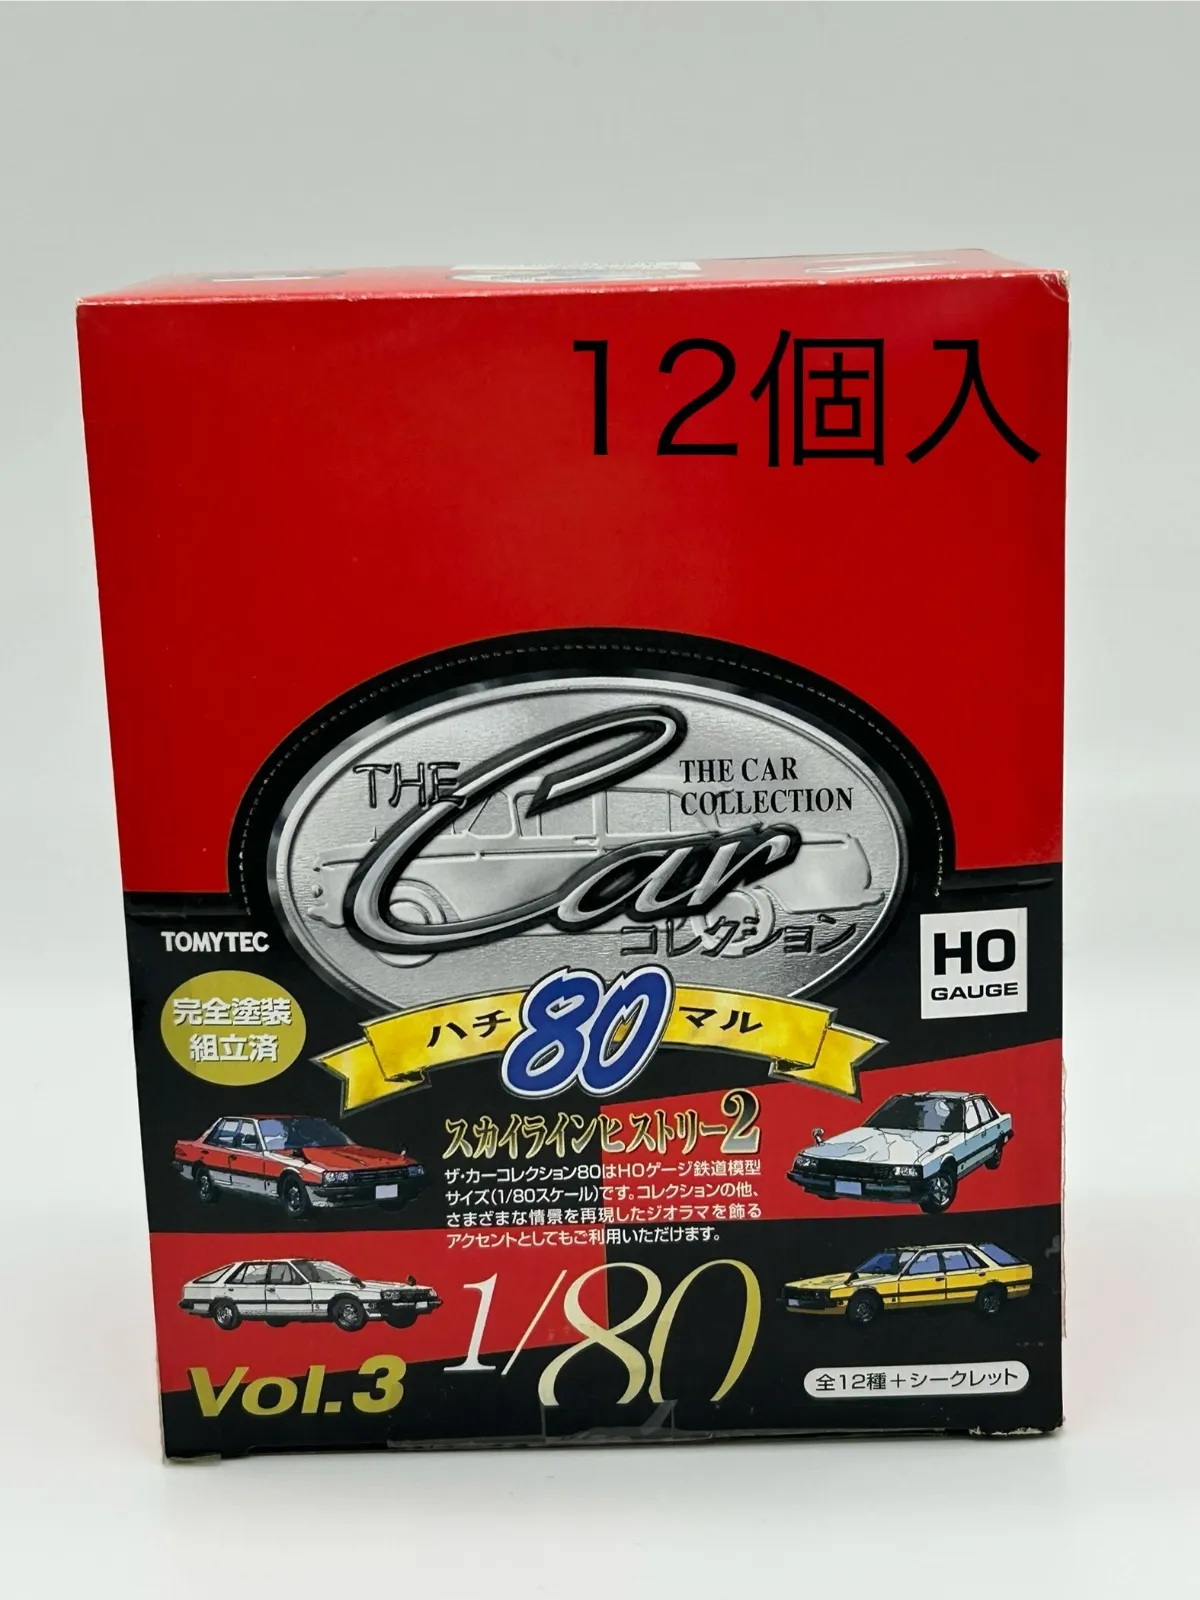 12個入
THE Car
THE CAR
COLLECTION
コレクション
TOMYTEC
HO
GAUGE
完全塗装
組立済
ハチ80マル
スカイラインヒストリー2
ザ・カーコレクション80はHOゲージ鉄道模型
サイズ(1/80スケール)です。コレクションの他、
さまざまな情景を再現したジオラマを飾る
アクセントとしてもご利用いただけます。
1/80
Vol.3
全12種+シークレット